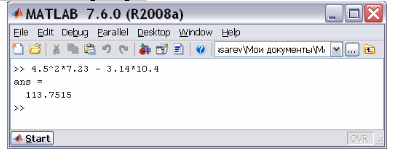 MATLAB 7.6.0 (R2008a)
File Edit Debug Parallel Desktop Window Help
sarev\Мои документы\M
>> 4.5^2*7.23 - 3.14*10.4
ans =
113.7515
>>
Start
OVR